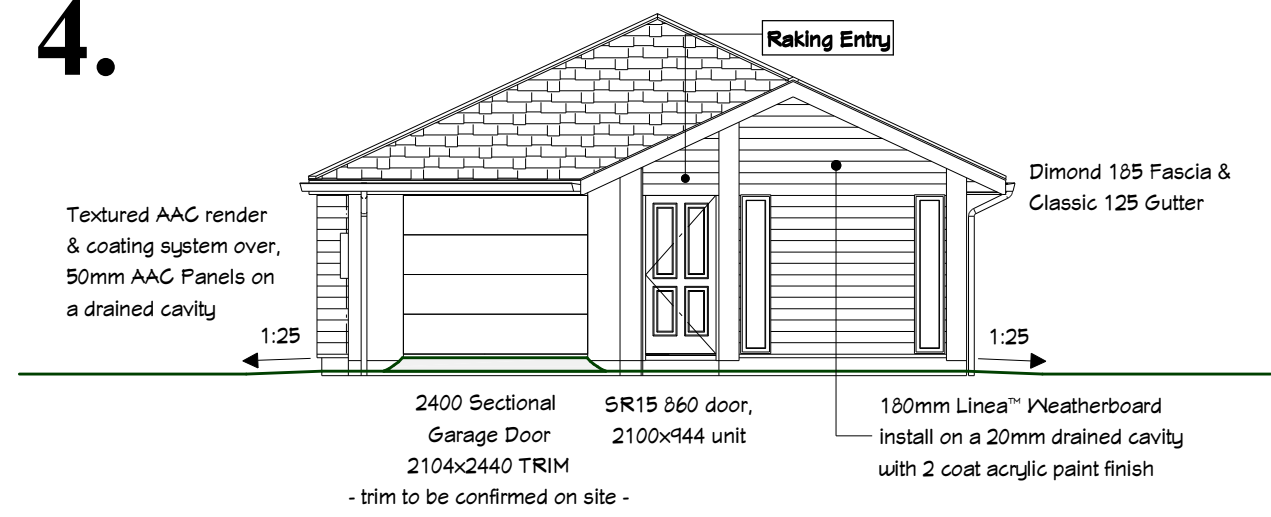 4.
Raking Entry
Dimond 185 Fascia &
Classic 125 Gutter
Textured AAC render
& coating system over,
50mm AAC Panels on
a drained cavity
1:25
1:25
2400 Sectional
Garage Door
2104x2440 TRIM
- trim to be confirmed on site -
SR15 860 door,
2100x944 unit
180mm Linea™ Weatherboard
install on a 20mm drained cavity
with 2 coat acrylic paint finish